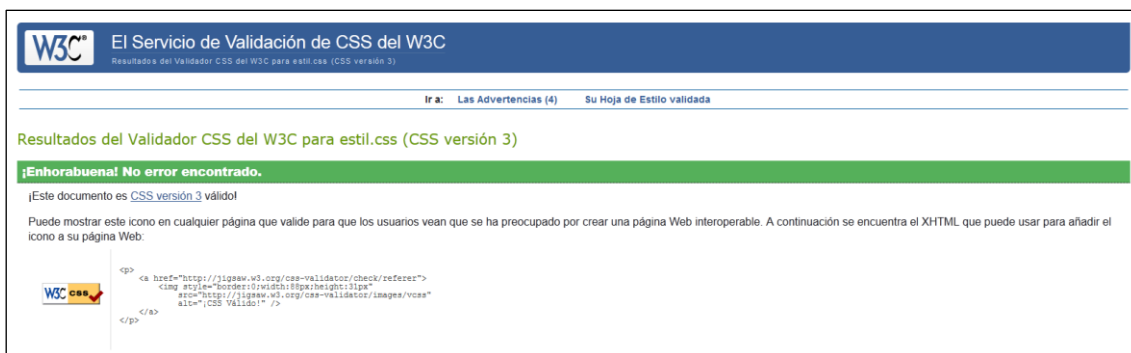 W3C®
El Servicio de Validación de CSS del W3C
Resultados del Validador CSS del W3C para estil.css (CSS versión 3)
Ir a: Las Advertencias (4) Su Hoja de Estilo validada
Resultados del Validador CSS del W3C para estil.css (CSS versión 3)
¡Enhorabuena! No error encontrado.
¡Este documento es CSS versión 3 válido!
Puede mostrar este icono en cualquier página que valide para que los usuarios vean que se ha preocupado por crear una página Web interoperable. A continuación se encuentra el XHTML que puede usar para añadir el
icono a su página Web:
W3C css
<p>
<a href="http://jigsaw.w3.org/css-validator/check/referer">
<img style="border:0;width:88px;height:31px"
src="http://jigsaw.w3.org/css-validator/images/vcss"
alt="¡CSS Válido!" />
</a>
</p>